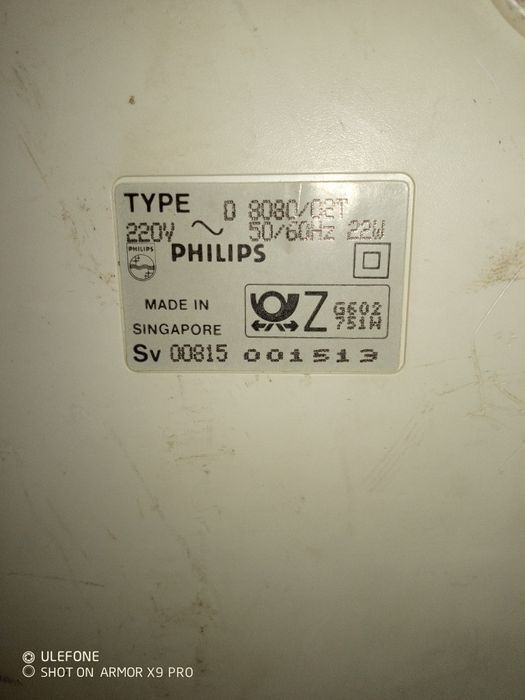 TYPE D 8080/02T
220V ~ 50/60Hz 22W
PHILIPS
PHILIPS
MADE IN
SINGAPORE
Z G602
751W
Sv 00815 001513
ULEFONE
SHOT ON ARMOR X9 PRO